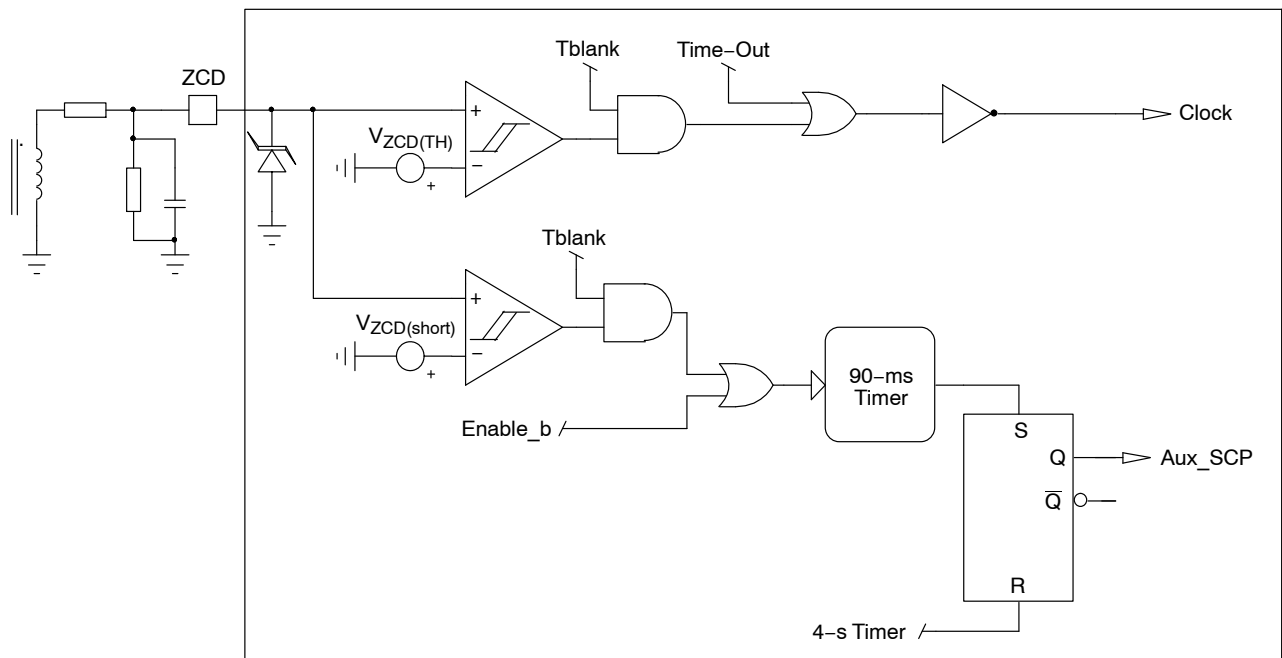 Tblank
Time−Out
ZCD
+
Clock
VZCD(TH)
−
+
Tblank
+
VZCD(short)
−
+
90−ms
Timer
Enable_b
S
Q
Aux_SCP
Q
R
4−s Timer